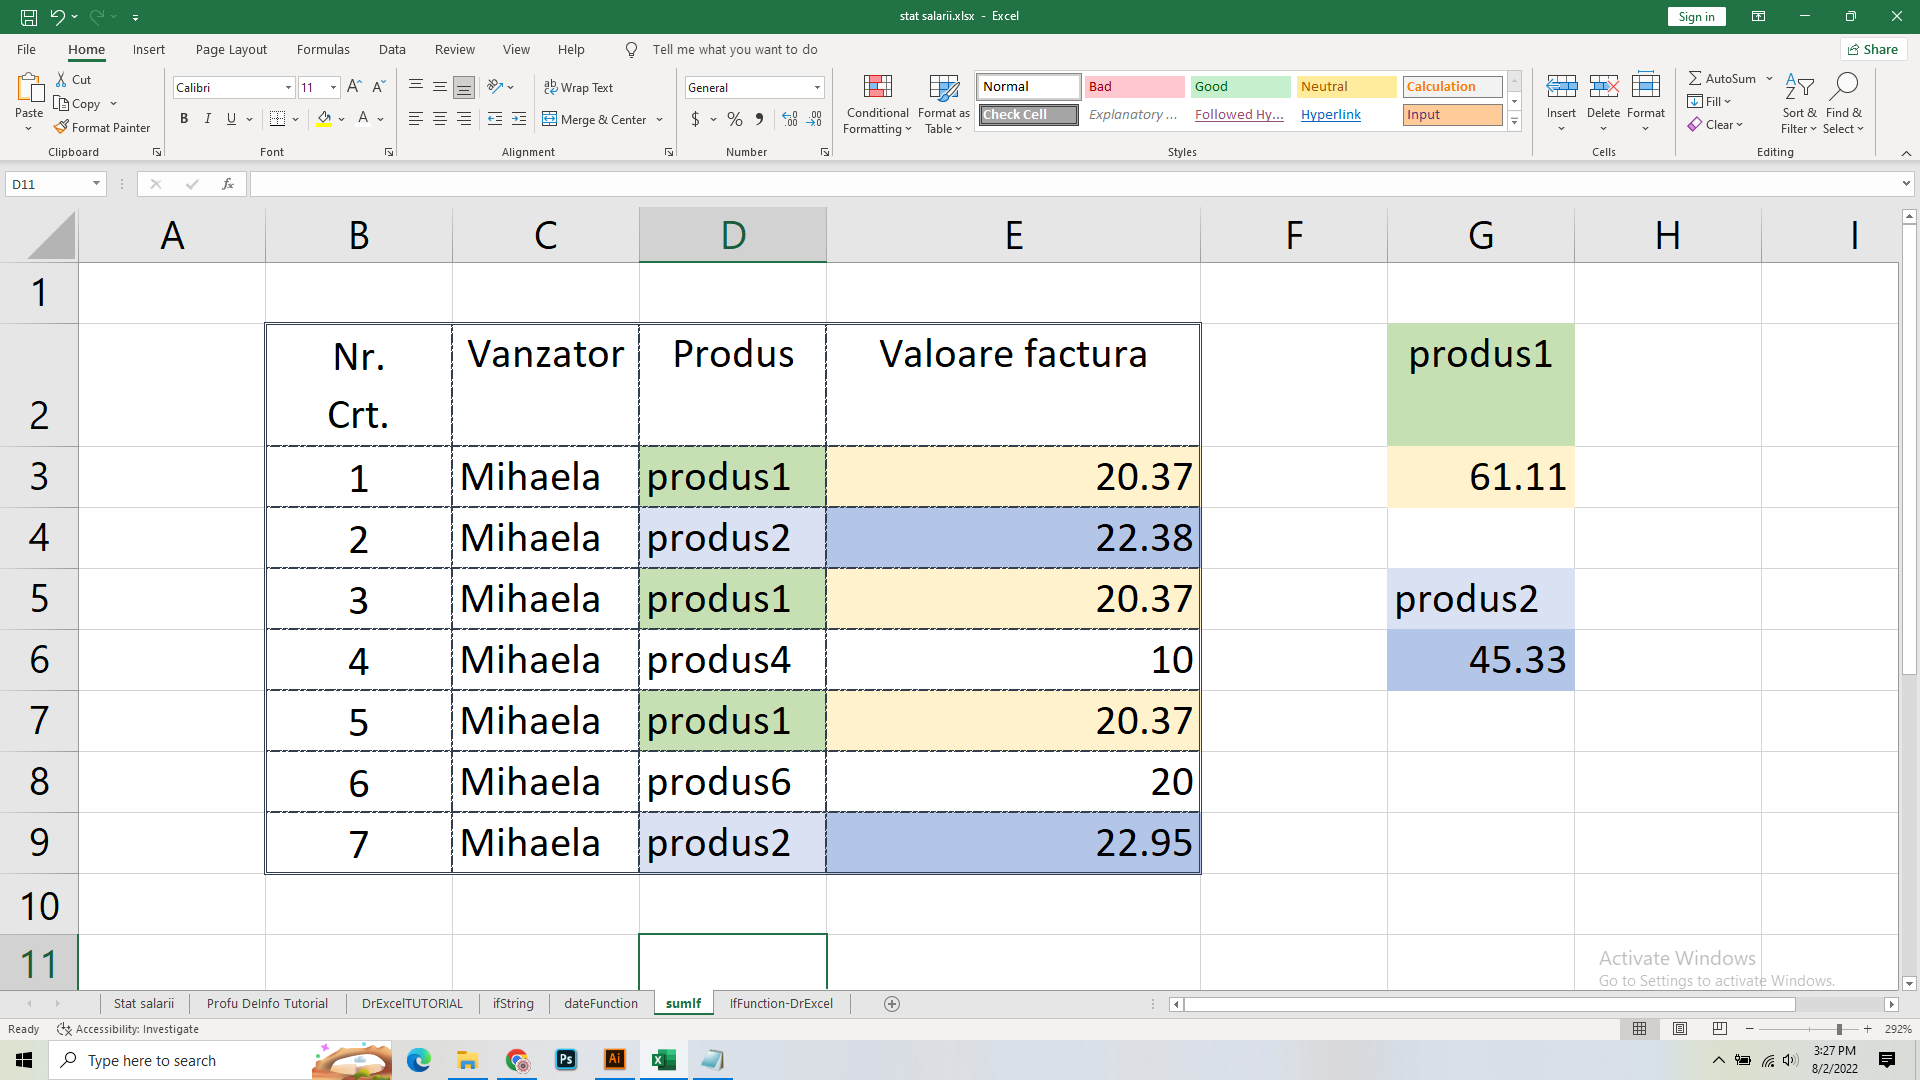 stat salarii.xlsx - Excel
Sign in
File Home Insert Page Layout Formulas Data Review View Help Tell me what you want to do Share
Paste
Cut
Copy
Format Painter
Clipboard
Calibri 11
B I U
Font
Wrap Text
Merge & Center
Alignment
General
$ % 9
Number
Conditional Formatting
Format as Table
Normal Bad Good Neutral Calculation
Check Cell Explanatory ... Followed Hy... Hyperlink Input
Styles
Insert Delete Format
Cells
AutoSum
Fill
Clear
Sort & Filter
Find & Select
Editing
D11 fx
A B C D E F G H I
1
2 Nr. Crt. Vanzator Produs Valoare factura produs1
3 1 Mihaela produs1 20.37 61.11
4 2 Mihaela produs2 22.38
5 3 Mihaela produs1 20.37 produs2
6 4 Mihaela produs4 10 45.33
7 5 Mihaela produs1 20.37
8 6 Mihaela produs6 20
9 7 Mihaela produs2 22.95
10
11
Activate Windows
Go to Settings to activate Windows.
Stat salarii Profu DeInfo Tutorial DrExcelTUTORIAL ifString dateFunction sumIf IfFunction-DrExcel
Ready Accessibility: Investigate 292%
Type here to search
Ps Ai
3:27 PM
8/2/2022